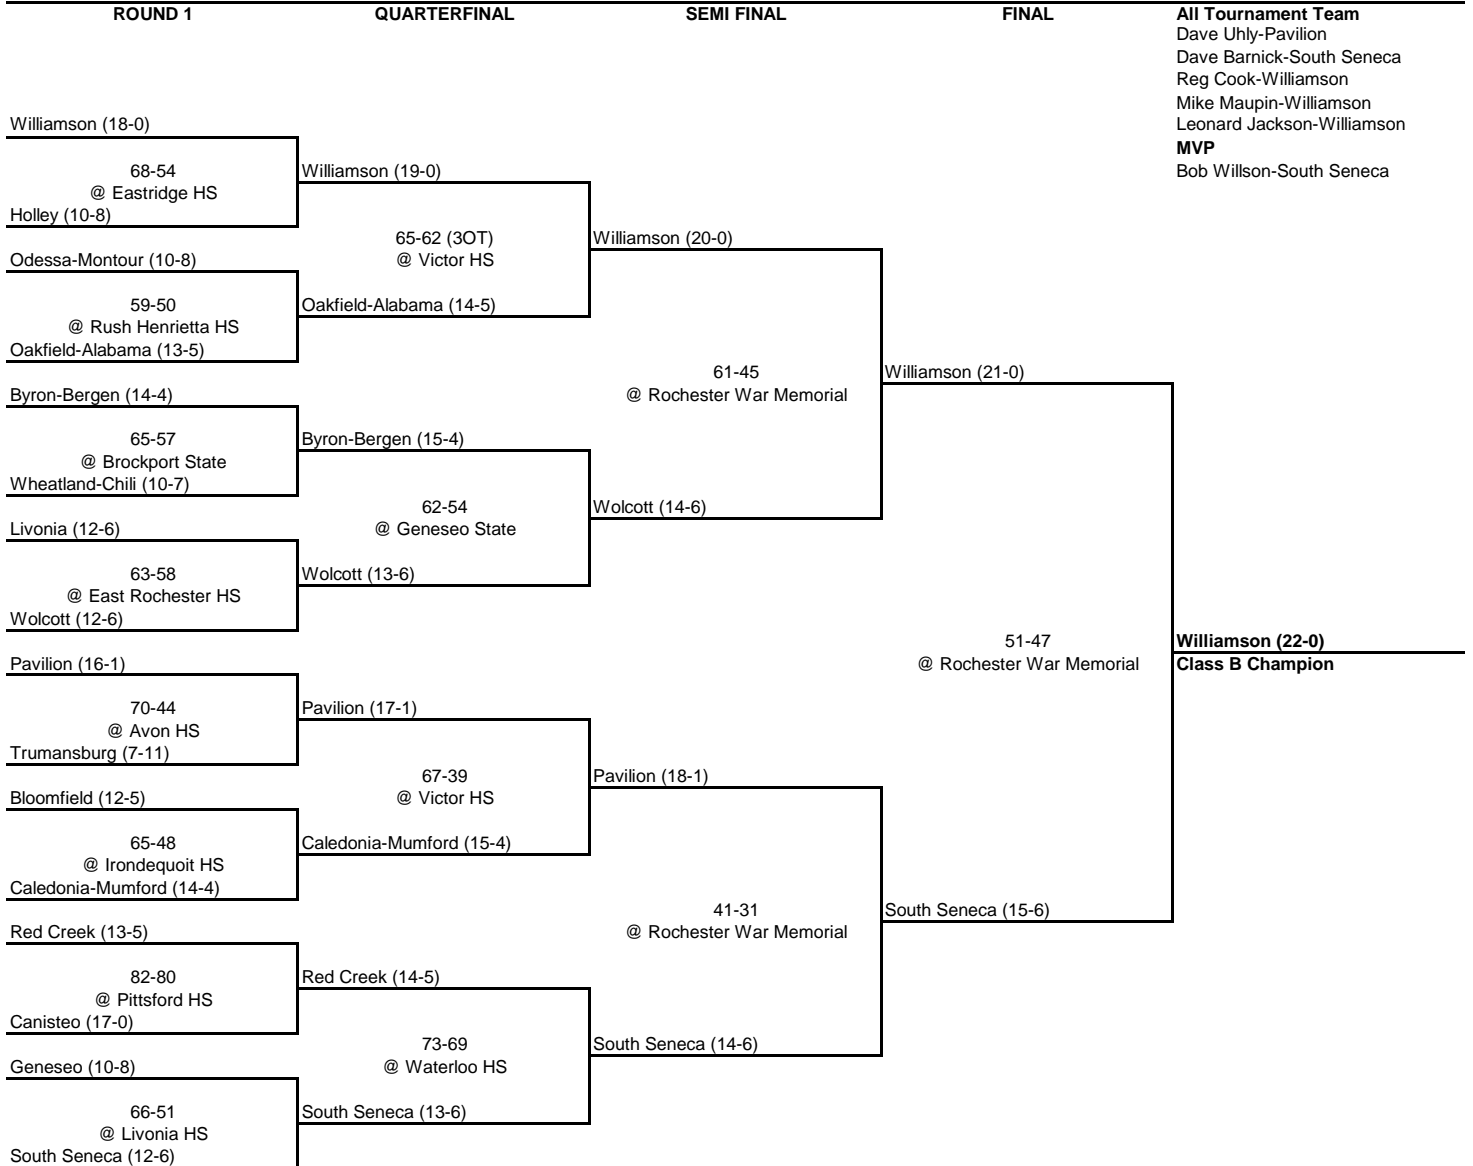 ROUND 1
QUARTERFINAL
SEMI FINAL
FINAL
All Tournament Team
Dave Uhly-Pavilion
Dave Barnick-South Seneca
Reg Cook-Williamson
Mike Maupin-Williamson
Leonard Jackson-Williamson
MVP
Bob Willson-South Seneca
Williamson (18-0)
68-54
@ Eastridge HS
Holley (10-8)
Odessa-Montour (10-8)
59-50
@ Rush Henrietta HS
Oakfield-Alabama (13-5)
Byron-Bergen (14-4)
65-57
@ Brockport State
Wheatland-Chili (10-7)
Livonia (12-6)
63-58
@ East Rochester HS
Wolcott (12-6)
Pavilion (16-1)
70-44
@ Avon HS
Trumansburg (7-11)
Bloomfield (12-5)
65-48
@ Irondequoit HS
Caledonia-Mumford (14-4)
Red Creek (13-5)
82-80
@ Pittsford HS
Canisteo (17-0)
Geneseo (10-8)
66-51
@ Livonia HS
South Seneca (12-6)
Williamson (19-0)
65-62 (3OT)
@ Victor HS
Oakfield-Alabama (14-5)
Byron-Bergen (15-4)
62-54
@ Geneseo State
Wolcott (13-6)
Pavilion (17-1)
67-39
@ Victor HS
Caledonia-Mumford (15-4)
Red Creek (14-5)
73-69
@ Waterloo HS
South Seneca (13-6)
Williamson (20-0)
61-45
@ Rochester War Memorial
Wolcott (14-6)
Pavilion (18-1)
41-31
@ Rochester War Memorial
South Seneca (14-6)
Williamson (21-0)
51-47
@ Rochester War Memorial
South Seneca (15-6)
Williamson (22-0)
Class B Champion